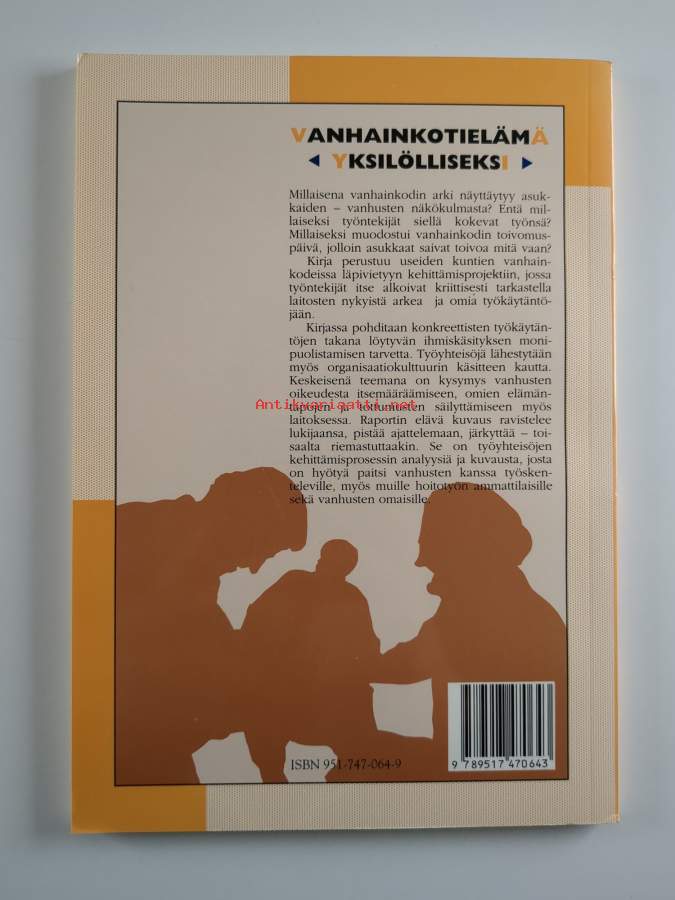 VANHAINKOTIELÄMÄ
YKSILÖLLISEKSI
Millaisena vanhainkodin arki näyttäytyy asuk-
kaiden – vanhusten näkökulmasta? Entä mil-
laiseksi työntekijät siellä kokevat työnsä?
Millaiseksi muodostui vanhainkodin toivomus-
päivä, jolloin asukkaat saivat toivoa mitä vaan?
Kirja perustuu useiden kuntien vanhain-
kodeissa läpivietyyn kehittämisprojektiin, jossa
työntekijät itse alkoivat kriittisesti tarkastella
laitosten nykyistä arkea ja omia työkäytäntö-
jään.
Kirjassa pohditaan konkreettisten työkäytän-
töjen takana löytyvän ihmiskäsityksen moni-
puolistamisen tarvetta. Työyhteisöjä lähestytään
myös organisaatiokulttuurin käsitteen kautta.
Keskeisenä teemana on kysymys vanhusten
oikeudesta itsemääräämiseen, omien elämän-
tapojen ja tottumusten säilyttämiseen myös
Antikvariaatti.net
laitoksessa. Raportin elävä kuvaus ravistelee
lukijaansa, pistää ajattelemaan, järkyttää – toi-
saalta riemastuttaakin. Se on työyhteisöjen
kehittämisprosessin analyysiä ja kuvausta, josta
on hyötyä paitsi vanhusten kanssa työsken-
televille, myös muille hoitotyön ammattilaisille
sekä vanhusten omaisille.
ISBN 951-747-064-9
9 789517 470643